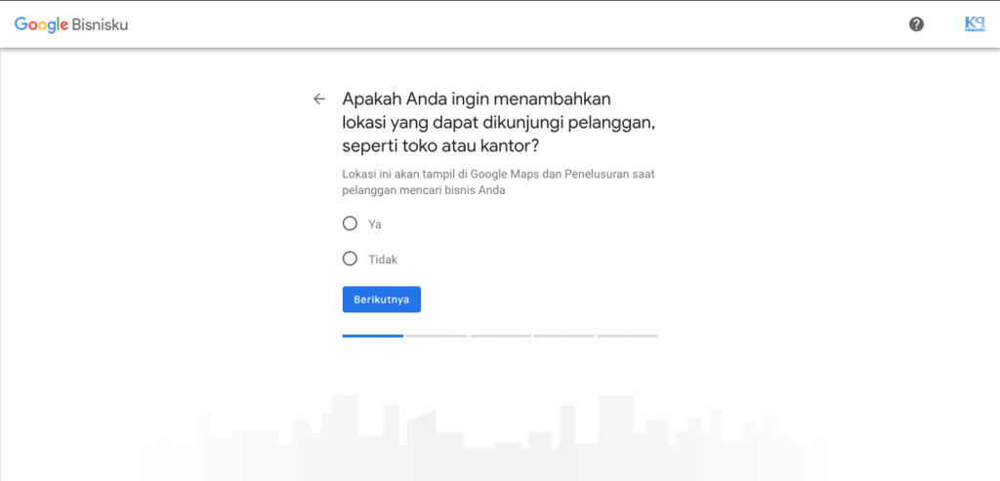 Google Bisnisku
?
Apakah Anda ingin menambahkan
lokasi yang dapat dikunjungi pelanggan,
seperti toko atau kantor?
Lokasi ini akan tampil di Google Maps dan Penelusuran saat
pelanggan mencari bisnis Anda
Ya
Tidak
Berikutnya